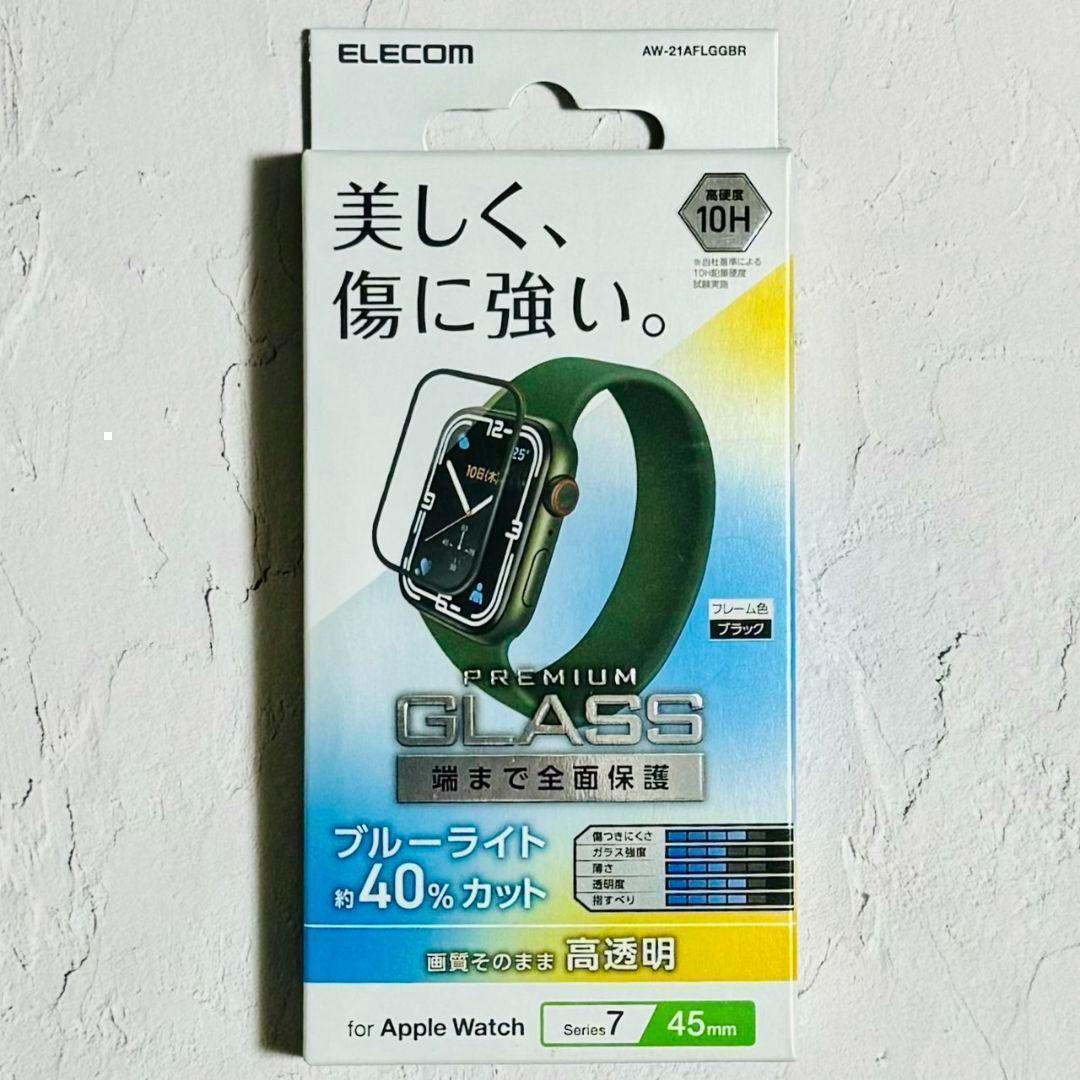 ELECOM
AW-21AFLGGBR
美しく、
傷に強い。
高硬度
10H
※当社基準による
10H鉛筆硬度
試験実施
12
25°
10日(木)
9
3
6
フレーム色
ブラック
PREMIUM
GLASS
端まで全面保護
ブルーライト
約40%カット
傷つきにくさ
ガラス強度
薄さ
透明度
指すべり
画質そのまま 高透明
for Apple Watch Series 7 45mm